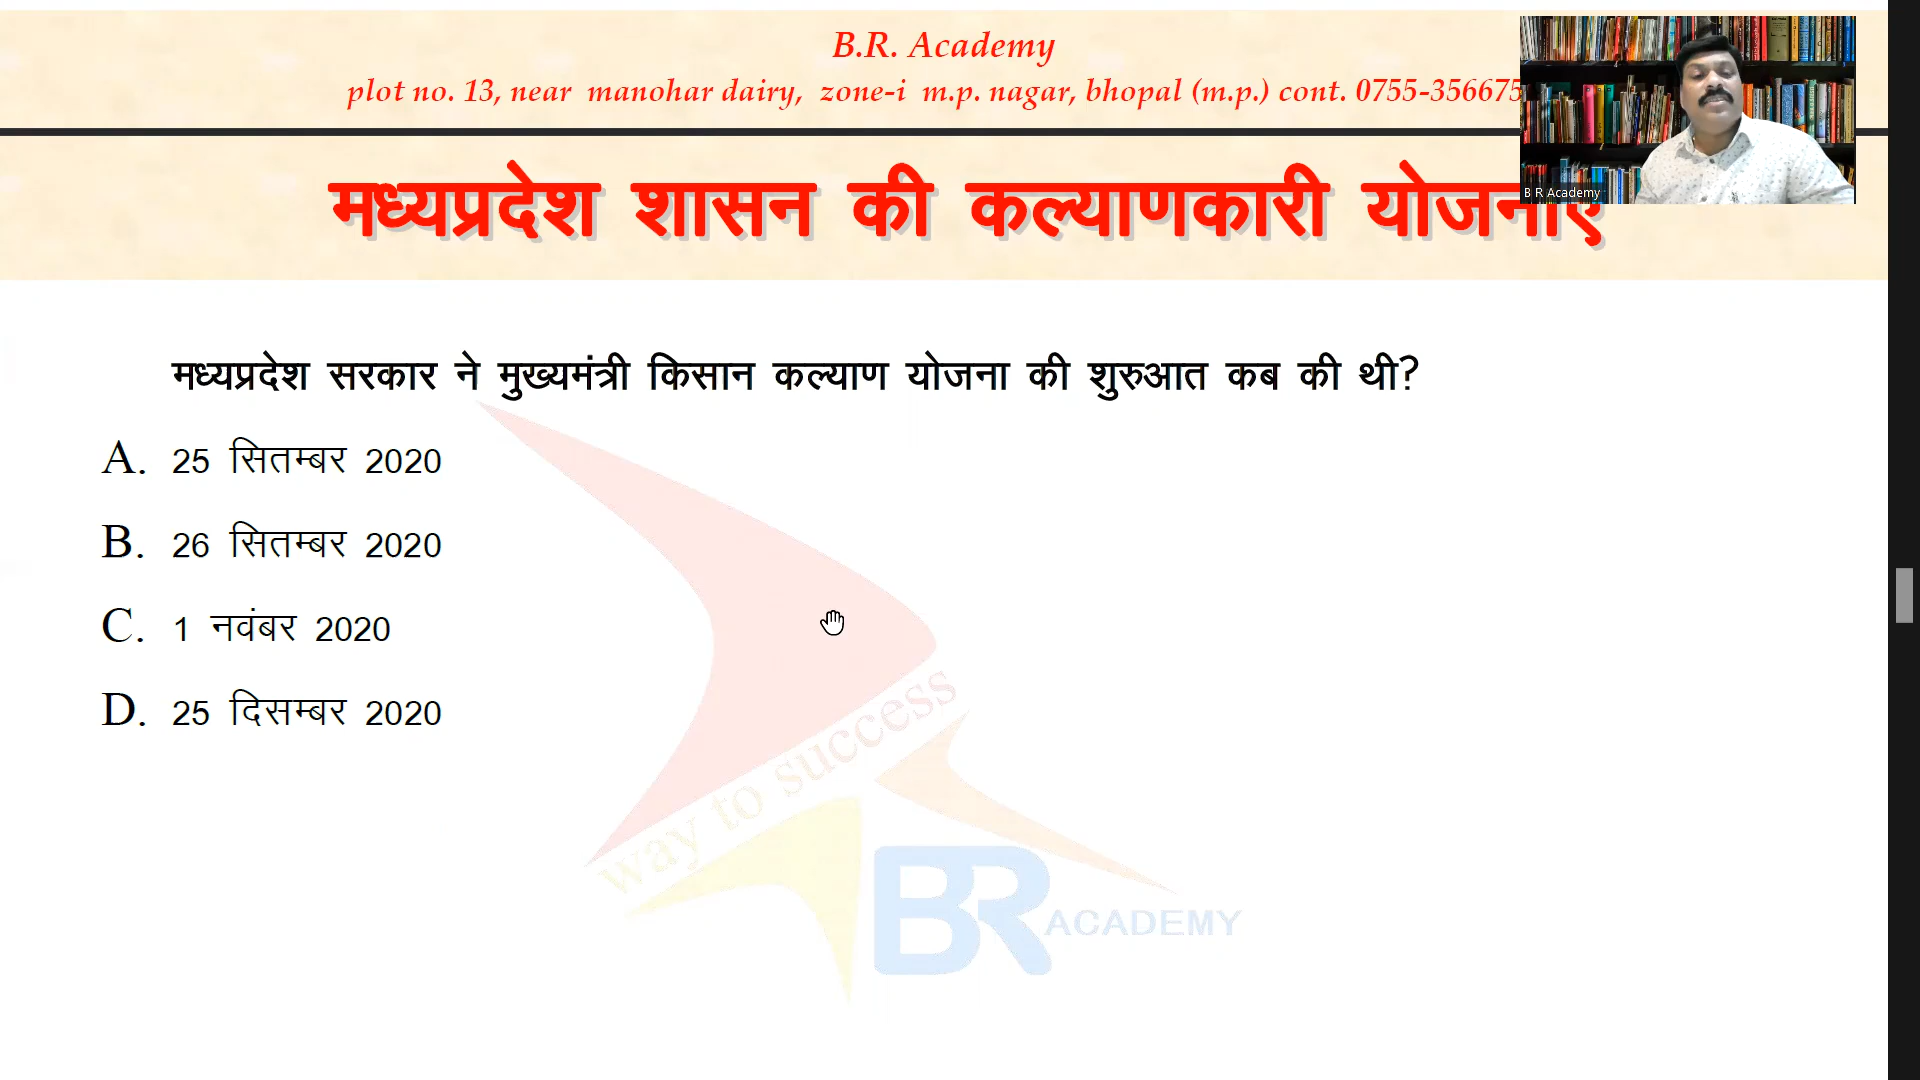 B.R. Academy
plot no. 13, near manohar dairy, zone-i m.p. nagar, bhopal (m.p.) cont. 0755-356675
B R Academy
मध्यप्रदेश शासन की कल्याणकारी योजनाएं
मध्यप्रदेश सरकार ने मुख्यमंत्री किसान कल्याण योजना की शुरुआत कब की थी?
A. 25 सितम्बर 2020
B. 26 सितम्बर 2020
C. 1 नवंबर 2020
D. 25 दिसम्बर 2020
way to success
BR ACADEMY